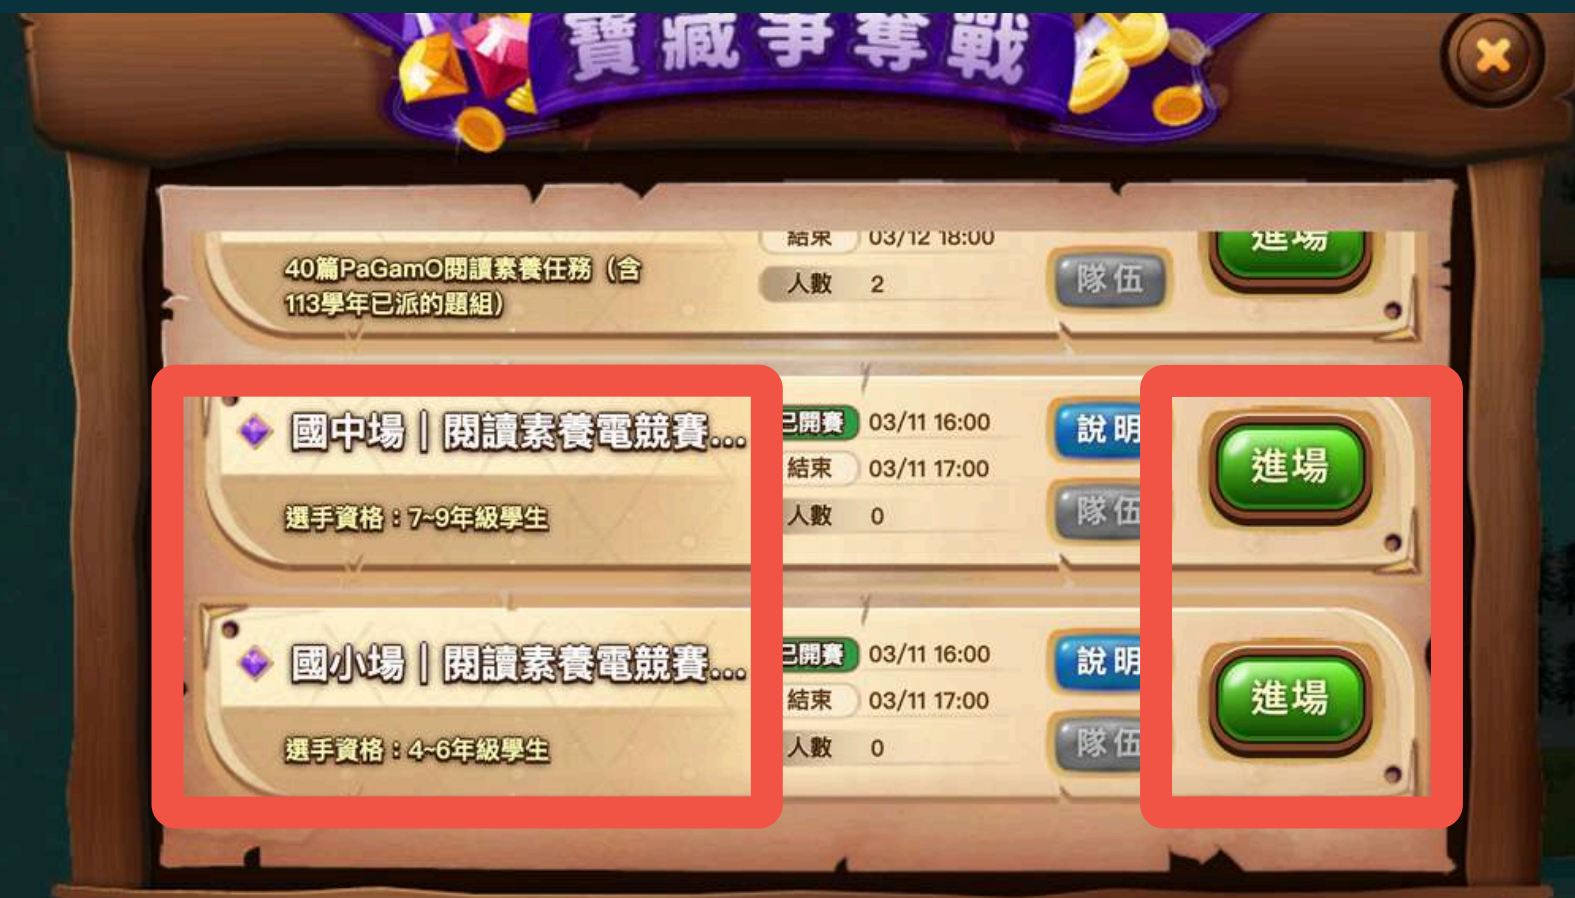 寶藏爭奪戰
結束 03/12 18:00
40篇PaGamO閱讀素養任務（含
113學年已派的題組）
人數 2
隊伍
進場
國中場｜閱讀素養電競賽...
已開賽 03/11 16:00
說明
結束 03/11 17:00
進場
選手資格：7~9年級學生
人數 0
隊伍
國小場｜閱讀素養電競賽...
已開賽 03/11 16:00
說明
結束 03/11 17:00
進場
選手資格：4~6年級學生
人數 0
隊伍